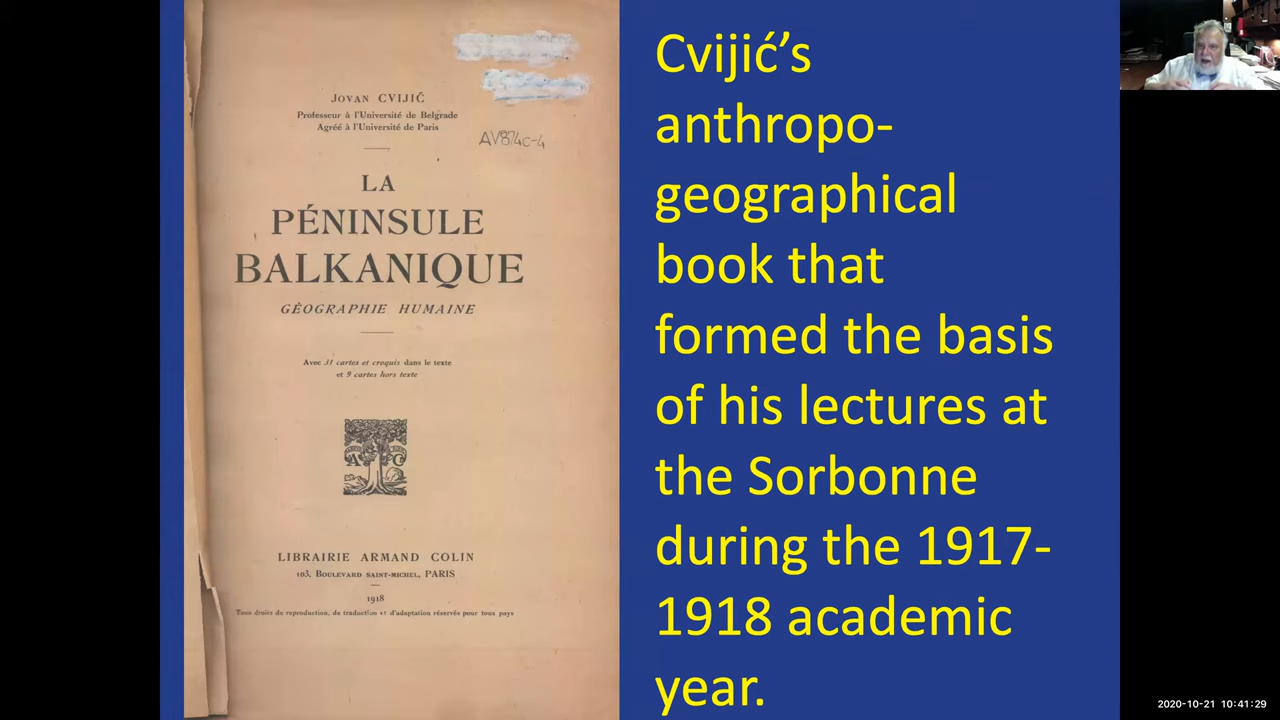 Jovan CVIJIĆ
Professeur à l'Université de Belgrade
Agréé à l'Université de Paris
AV874c-4
LA
PÉNINSULE
BALKANIQUE
GÉOGRAPHIE HUMAINE
Avec 31 cartes et croquis dans le texte
et 9 cartes hors texte
A C
LIBRAIRIE ARMAND COLIN
103, Boulevard Saint-Michel, PARIS
1918
Tous droits de reproduction, de traduction et d'adaptation réservés pour tous pays
Cvijić’s
anthropo-
geographical
book that
formed the basis
of his lectures at
the Sorbonne
during the 1917-
1918 academic
year.
2020-10-21 10:41:29